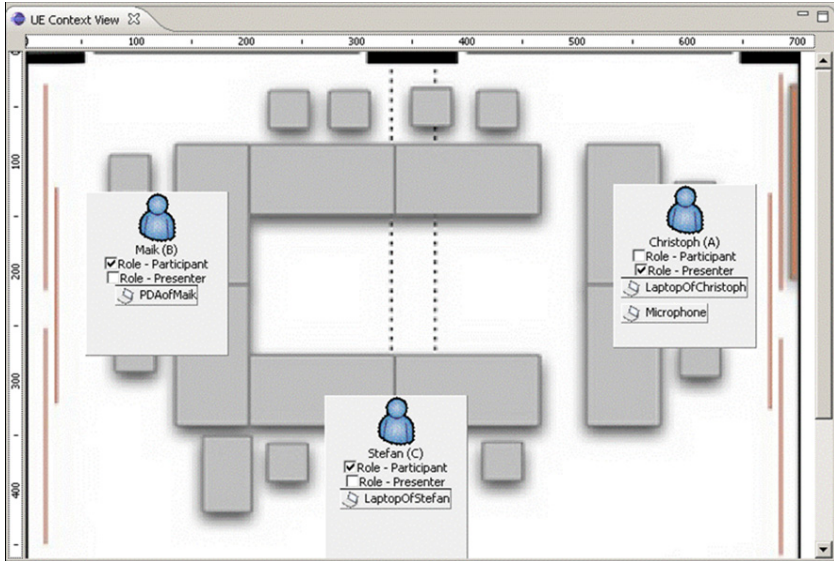 UE Context View
100 200 300 400 500 600 700
100
200
300
400
Maik (B)
Role - Participant
Role - Presenter
PDAofMaik
Christoph (A)
Role - Participant
Role - Presenter
LaptopOfChristoph
Microphone
Stefan (C)
Role - Participant
Role - Presenter
LaptopOfStefan